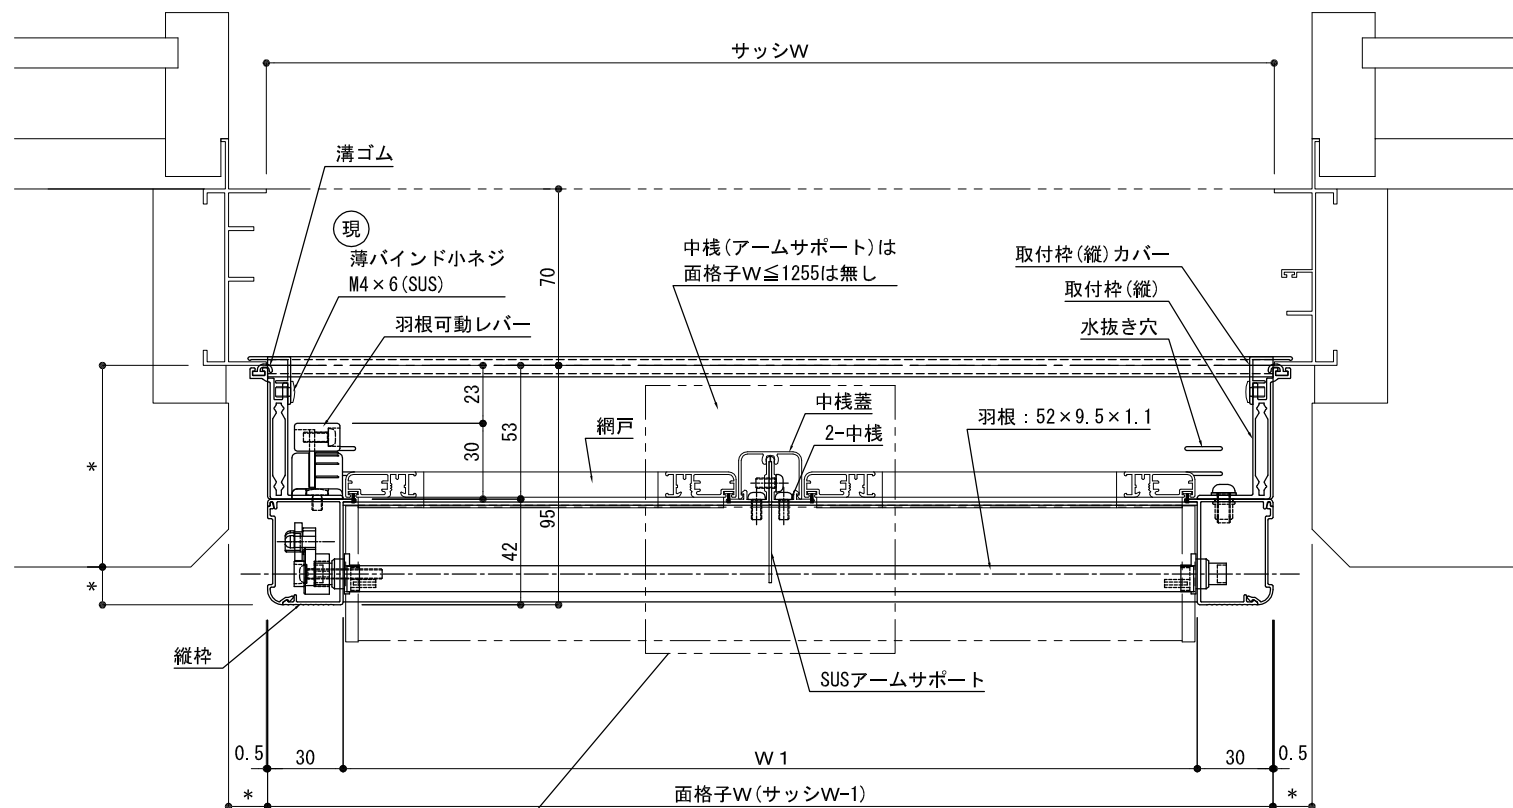 サッシW
溝ゴム
現
薄バインド小ネジ
M4×6(SUS)
羽根可動レバー
70
中桟(アームサポート)は
面格子W≦1255は無し
取付枠(縦)カバー
取付枠(縦)
水抜き穴
23
30
53
95
42
網戸
中桟蓋
2-中桟
羽根：52×9.5×1.1
*
*
縦枠
SUSアームサポート
0.5
30
W1
30
0.5
*
面格子W(サッシW-1)
*